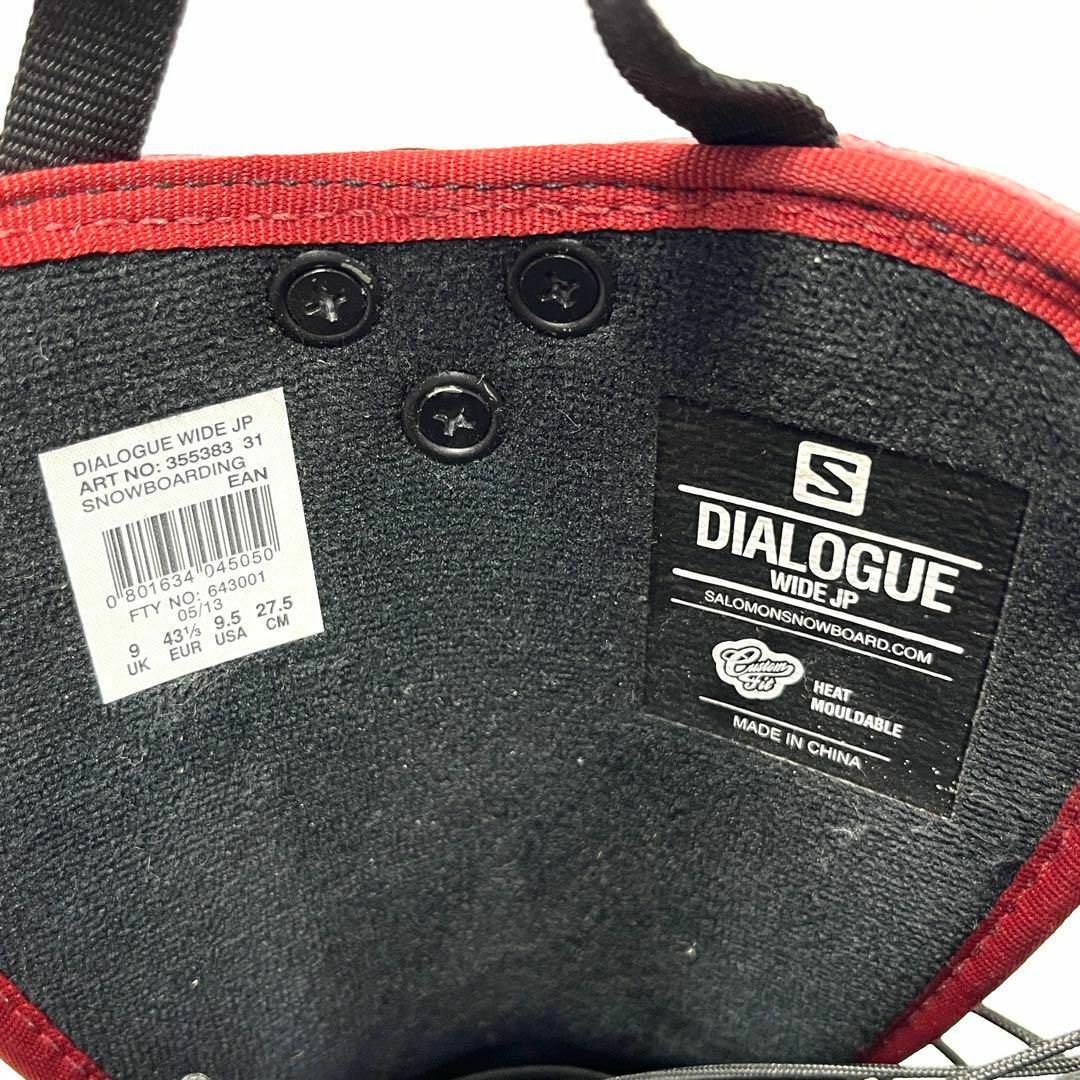 DIALOGUE WIDE JP
ART NO: 355383 31
SNOWBOARDING
EAN
0 801634 045050
FTY NO: 643001
05/13
9 43⅓ 9.5 27.5
UK EUR USA CM
S
DIALOGUE
WIDE JP
SALOMONSNOWBOARD.COM
Custom
Fit
HEAT
MOULDABLE
MADE IN CHINA